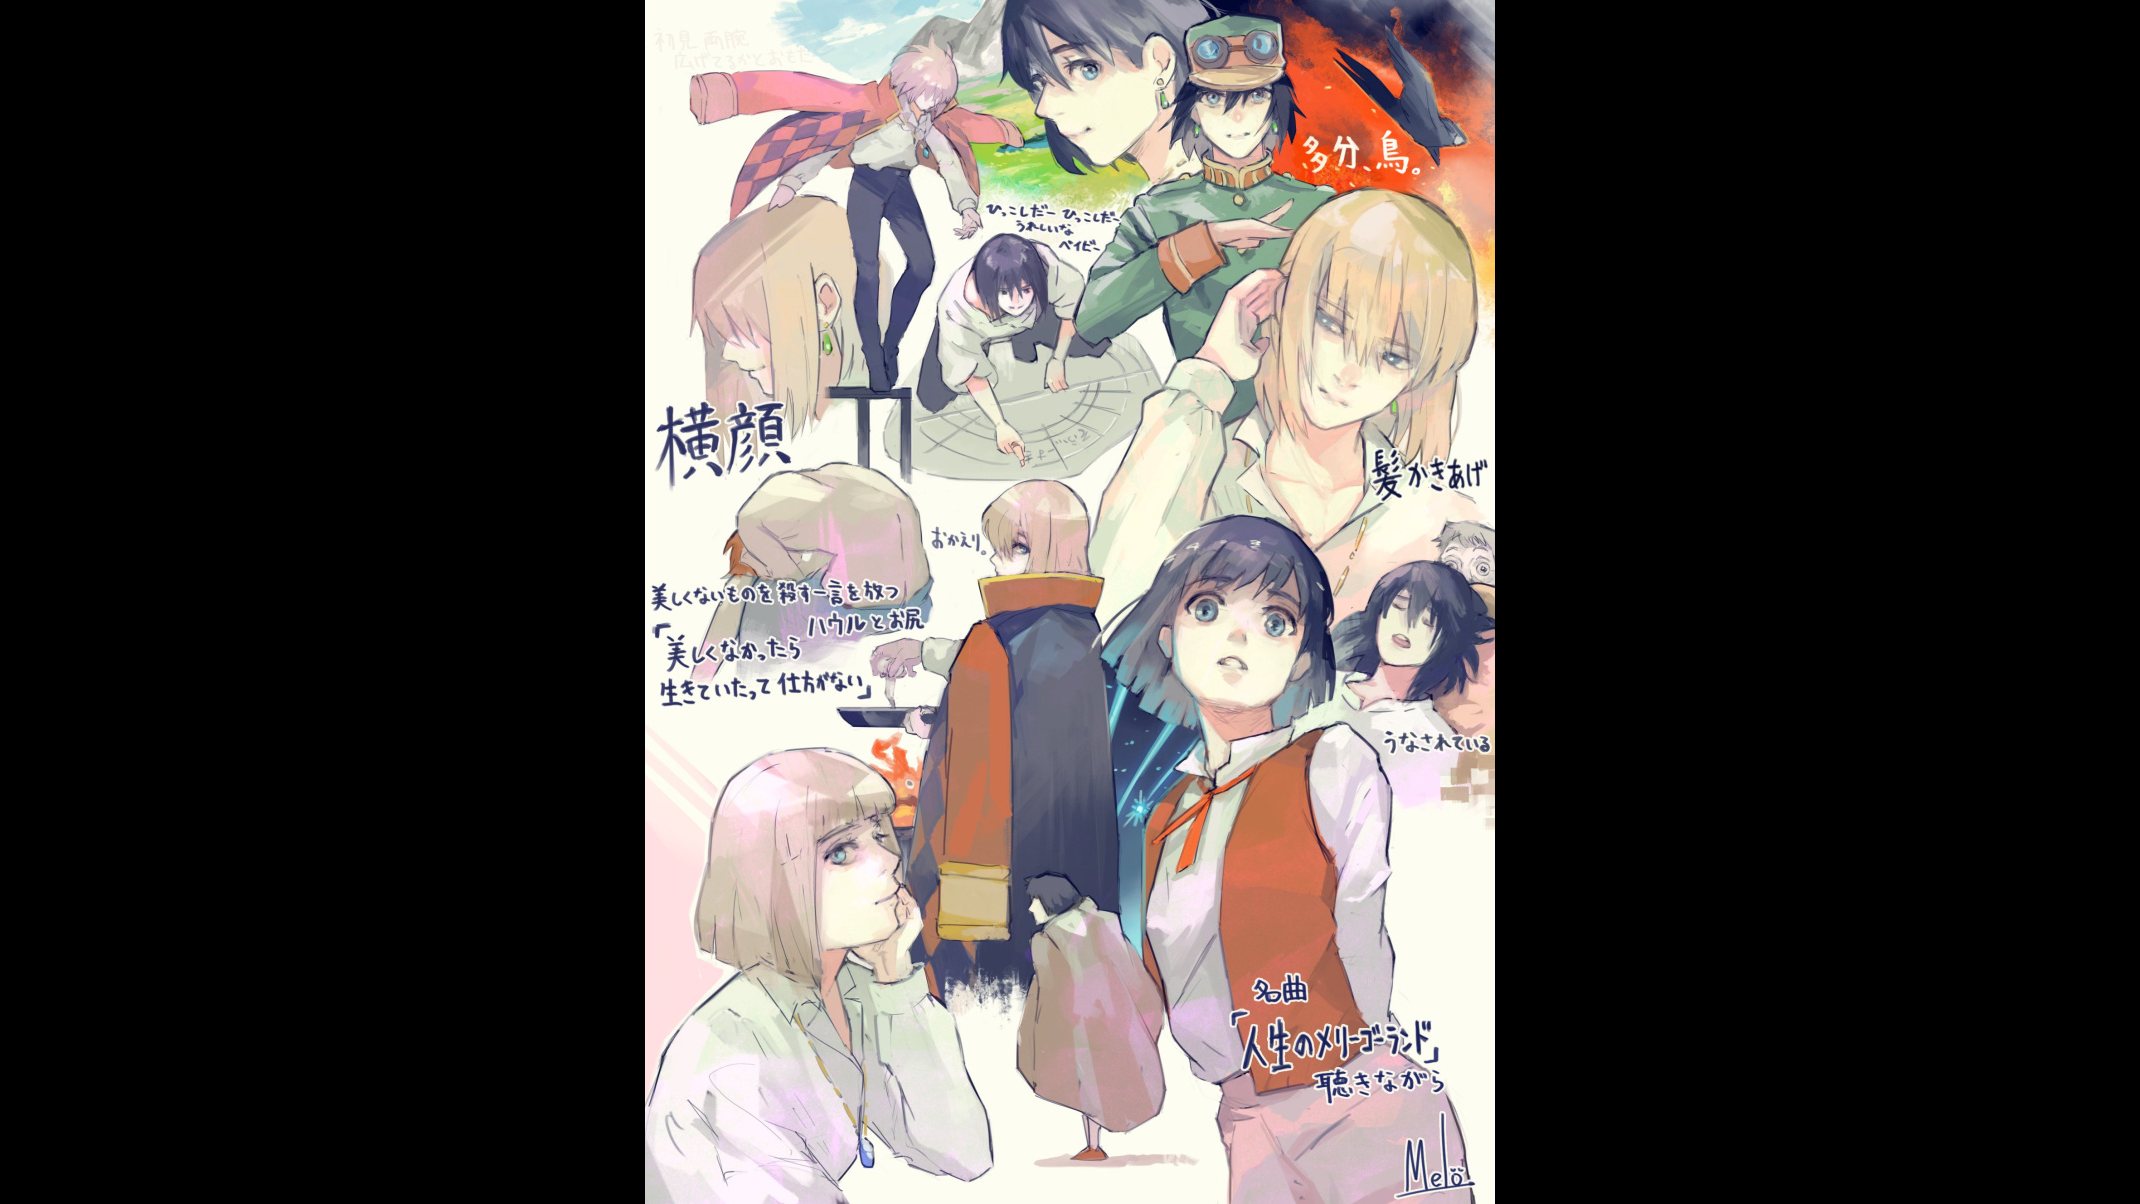 初見 両腕
広げてるかとおもた
多分、鳥。
ひっこしだー ひっこしだー
うれしいな
ベイビー
横顔
髪かきあげ
おかえり。
美しくないものを殺す一言を放つ
ハウルとお尻
「美しくなかったら
生きていたって仕方がない」
うなされている
名曲
「人生のメリーゴーランド」
聴きながら
Melö